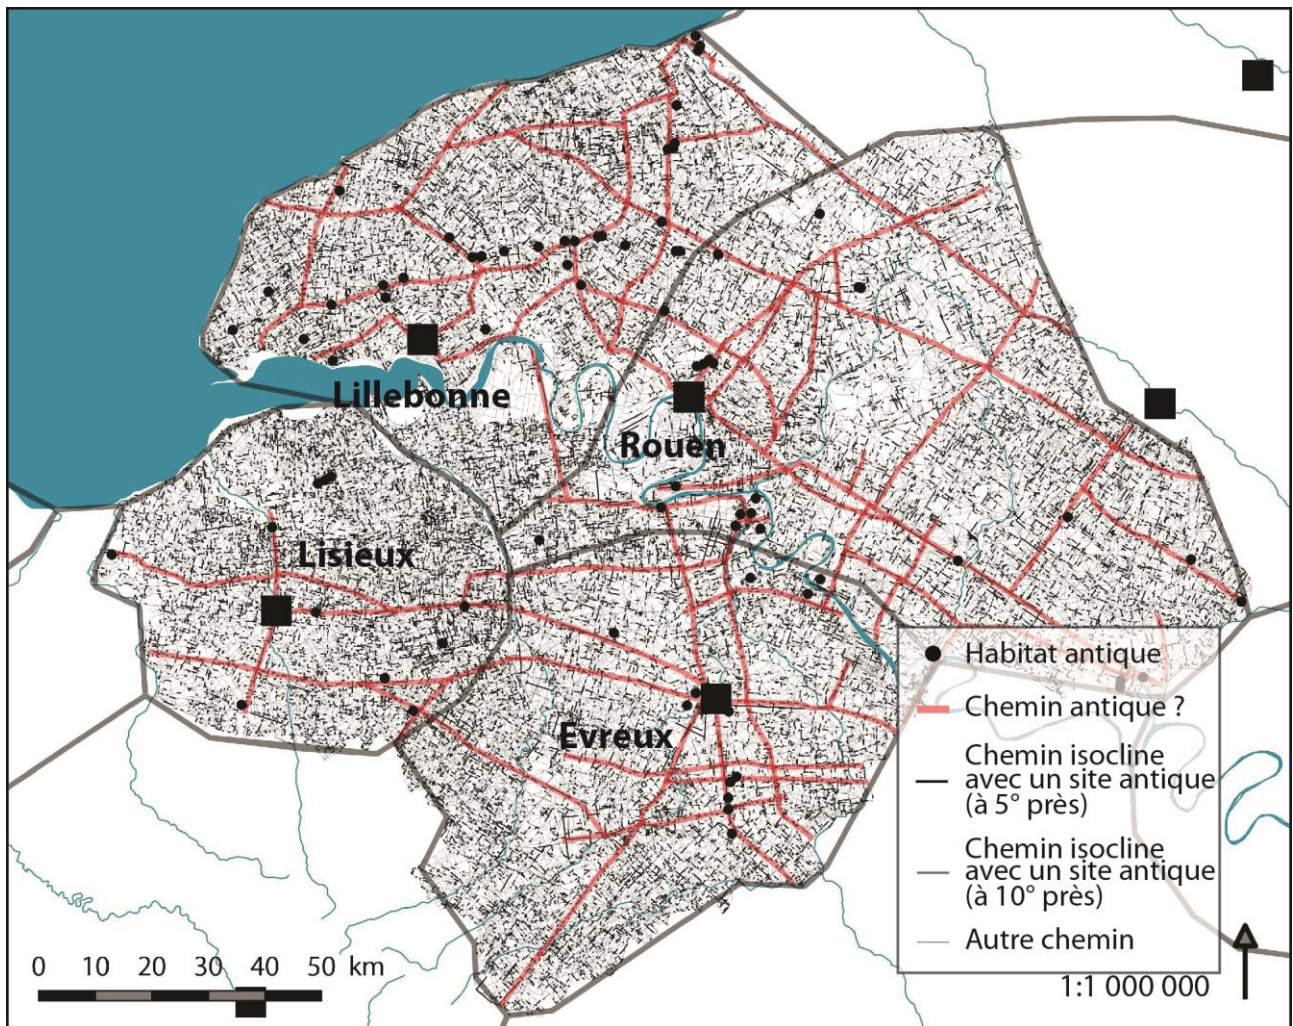 Lillebonne
Rouen
Lisieux
Evreux
Habitat antique
Chemin antique ?
Chemin isocline
avec un site antique
(à 5° près)
Chemin isocline
avec un site antique
(à 10° près)
Autre chemin
0 10 20 30 40 50 km
1:1 000 000